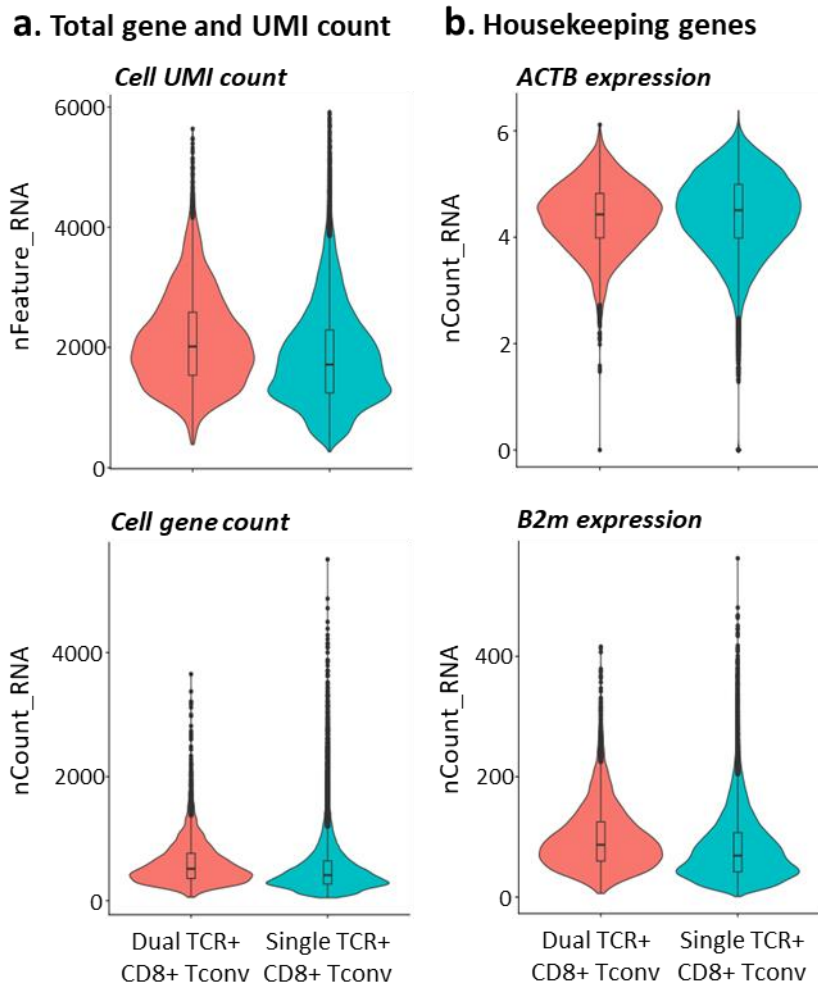 a. Total gene and UMI count
Cell UMI count
nFeature_RNA
6000
4000
2000
0
Cell gene count
nCount_RNA
4000
2000
0
Dual TCR+
CD8+ Tconv
Single TCR+
CD8+ Tconv
b. Housekeeping genes
ACTB expression
nCount_RNA
6
4
2
0
B2m expression
nCount_RNA
400
200
0
Dual TCR+
CD8+ Tconv
Single TCR+
CD8+ Tconv